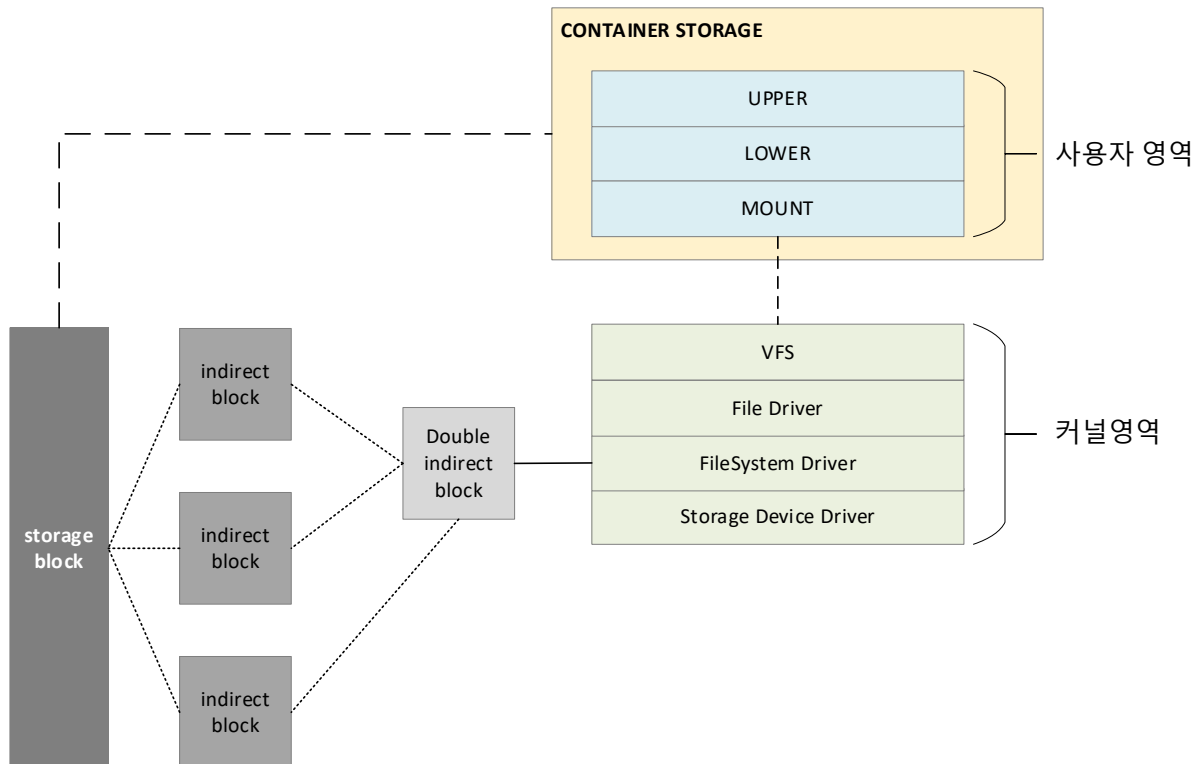 CONTAINER STORAGE
UPPER
LOWER
MOUNT
사용자 영역
VFS
File Driver
FileSystem Driver
Storage Device Driver
커널영역
Double
indirect
block
indirect
block
indirect
block
indirect
block
storage
block